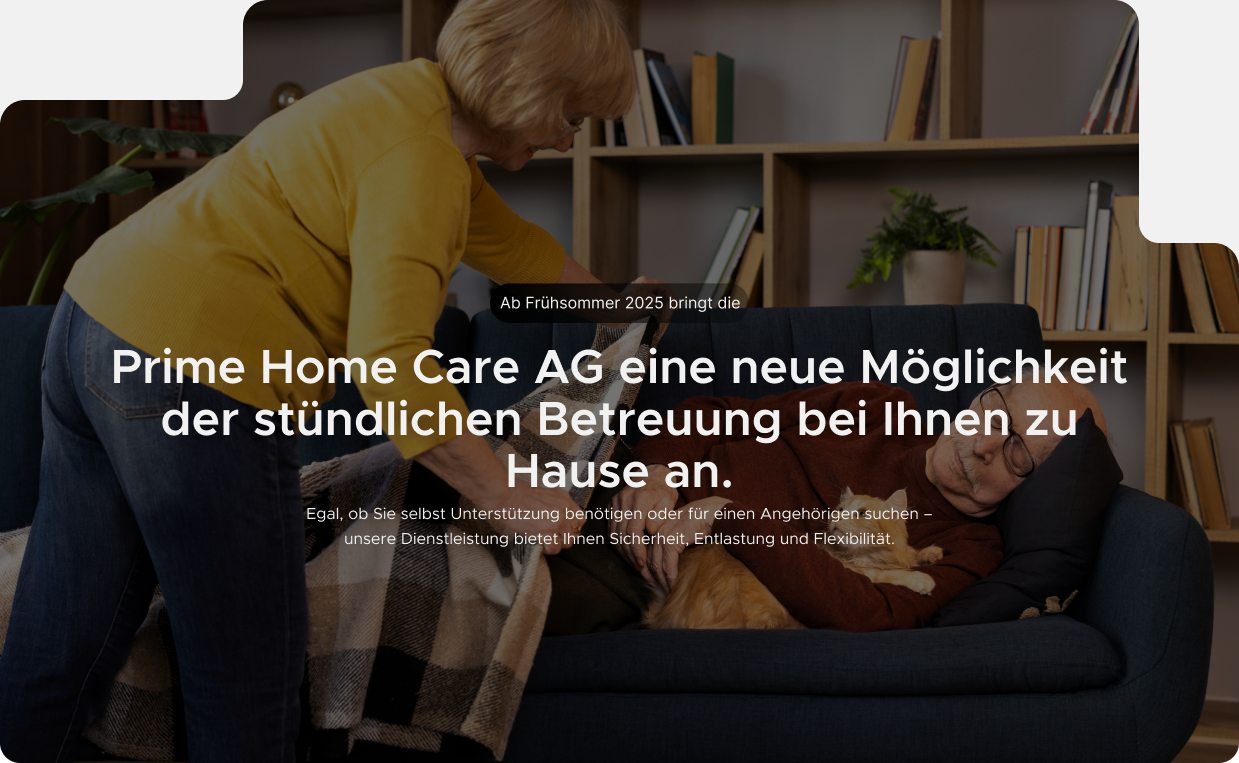 Ab Frühsommer 2025 bringt die
Prime Home Care AG eine neue Möglichkeit
der stündlichen Betreuung bei Ihnen zu
Hause an.
Egal, ob Sie selbst Unterstützung benötigen oder für einen Angehörigen suchen –
unsere Dienstleistung bietet Ihnen Sicherheit, Entlastung und Flexibilität.